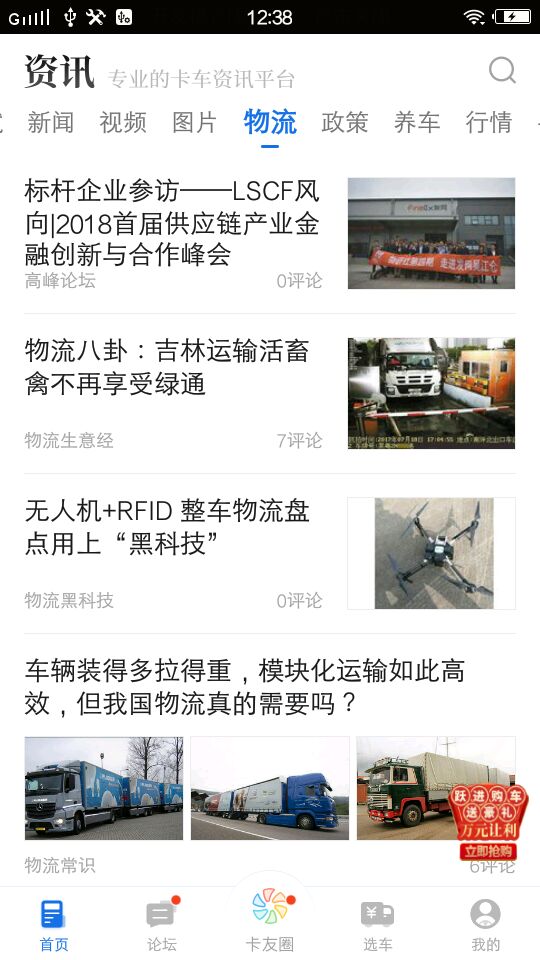 12:38
资讯 专业的卡车资讯平台
新闻 视频 图片 物流 政策 养车 行情
标杆企业参访——LSCF风
向|2018首届供应链产业金
融创新与合作峰会
高峰论坛 0评论
物流八卦：吉林运输活畜
禽不再享受绿通
物流生意经 7评论
无人机+RFID 整车物流盘
点用上“黑科技”
物流黑科技 0评论
车辆装得多拉得重，模块化运输如此高
效，但我国物流真的需要吗？
跃进购车
送豪礼
万元让利
立即抢购
物流常识 6评论
首页 论坛 卡友圈 选车 我的